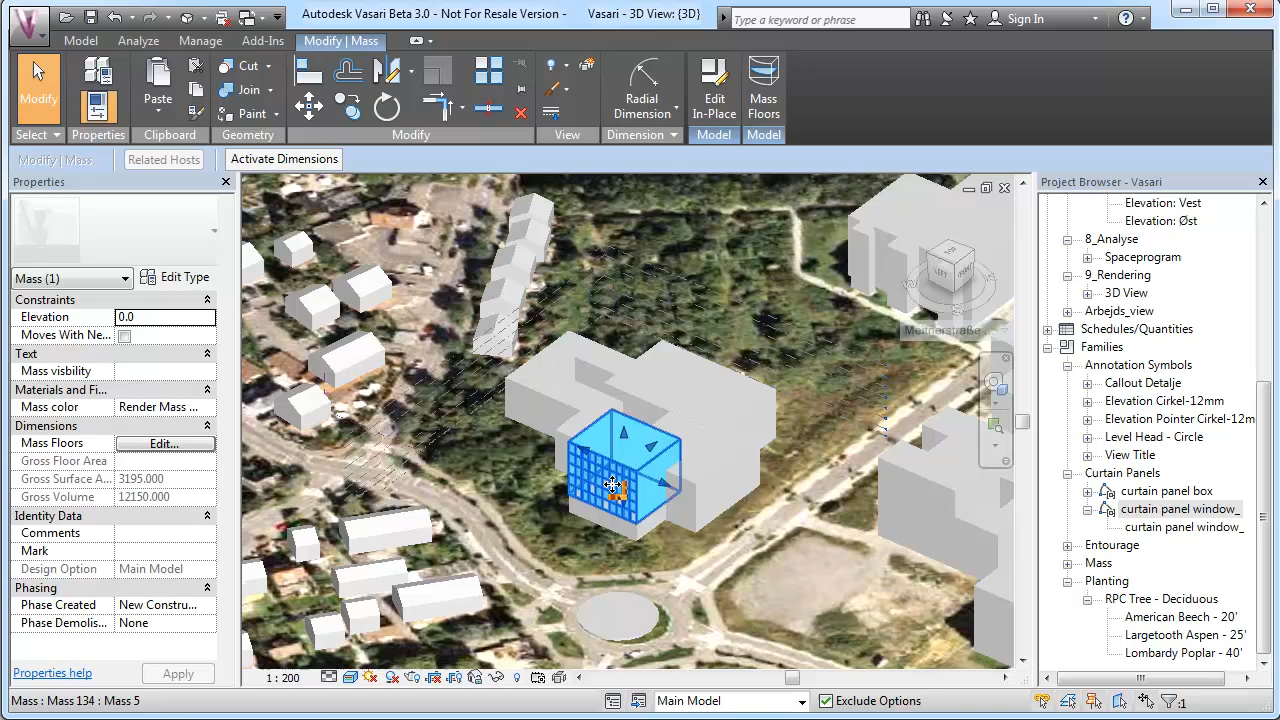 Autodesk Vasari Beta 3.0 - Not For Resale Version -
Vasari - 3D View: {3D}
Type a keyword or phrase
Sign In
Model
Analyze
Manage
Add-Ins
Modify | Mass
Modify
Paste
Cut
Join
Paint
Radial
Dimension
Edit
In-Place
Mass
Floors
Select
Properties
Clipboard
Geometry
Modify
View
Dimension
Model
Model
Modify | Mass
Related Hosts
Activate Dimensions
Properties
Mass (1)
Edit Type
Constraints
Elevation
0.0
Moves With Ne...
Text
Mass visibility
Materials and Fi...
Mass color
Render Mass ...
Dimensions
Mass Floors
Edit...
Gross Floor Area
Gross Surface A...
3195.000
Gross Volume
12150.000
Identity Data
Comments
Mark
Design Option
Main Model
Phasing
Phase Created
New Constru...
Phase Demolis...
None
Properties help
Apply
LEFT
FRONT
Meitnerstraße
Project Browser - Vasari
Elevation: Vest
Elevation: Øst
8_Analyse
Spaceprogram
9_Rendering
3D View
Arbejds_view
Schedules/Quantities
Families
Annotation Symbols
Callout Detalje
Elevation Cirkel-12mm
Elevation Pointer Cirkel-12m
Level Head - Circle
View Title
Curtain Panels
curtain panel box
curtain panel window_
curtain panel window_
Entourage
Mass
Planting
RPC Tree - Deciduous
American Beech - 20'
Largetooth Aspen - 25'
Lombardy Poplar - 40'
1 : 200
Mass : Mass 134 : Mass 5
Main Model
Exclude Options
:1